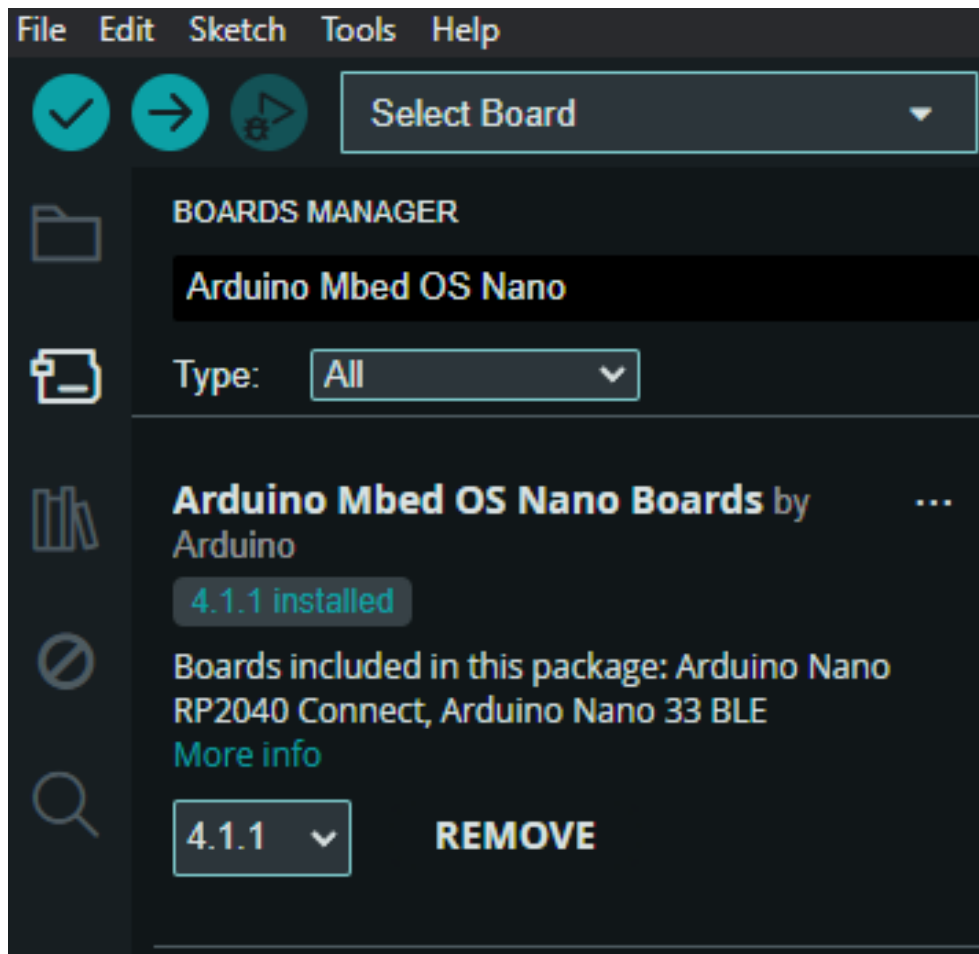 File Edit Sketch Tools Help
Select Board
BOARDS MANAGER
Arduino Mbed OS Nano
Type: All
Arduino Mbed OS Nano Boards by
Arduino
4.1.1 installed
Boards included in this package: Arduino Nano
RP2040 Connect, Arduino Nano 33 BLE
More info
4.1.1 REMOVE